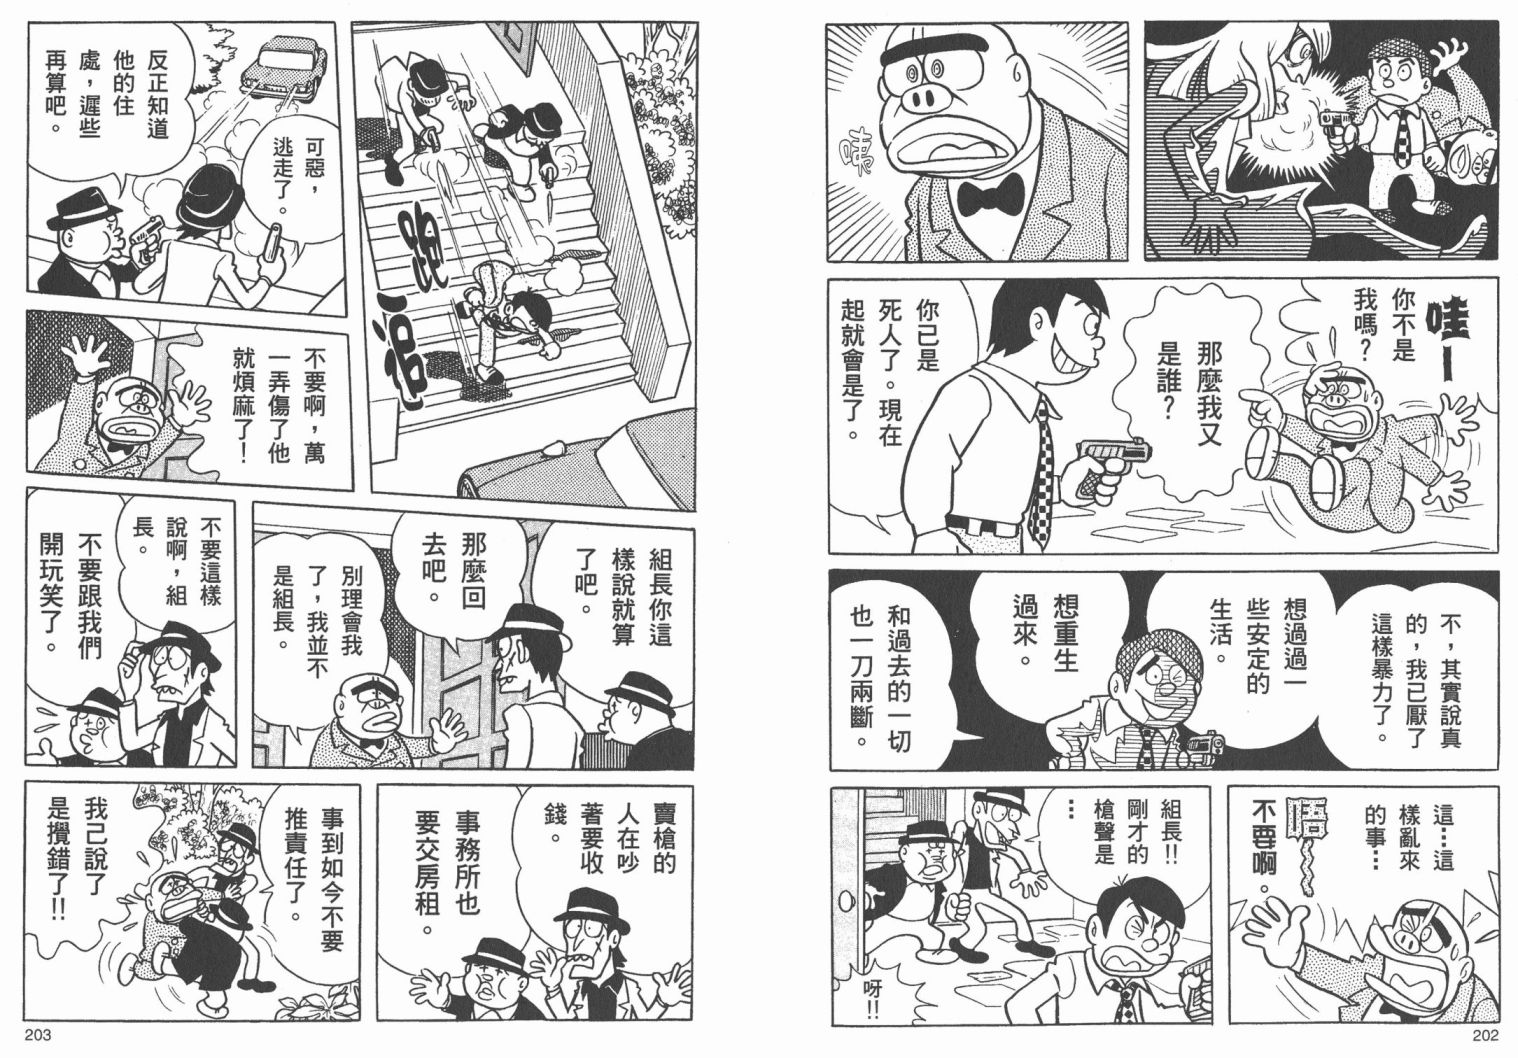 咦
哇—
你不是
我嗎？
那麼我又
是誰？
你已是
死人了。現在
起就會是了。
不，其實說真
的，我已厭了
這樣暴力了。
想過過一
些安定的
生活。
想重生
過來。
和過去的一切
也一刀兩斷。
這…這
樣亂來
的事…
唔
不要啊。
組長!!
剛才的
槍聲是
…
呀!!
202
可惡，
逃走了。
反正知道
他的住
處，遲些
再算吧。
不要啊，萬
一弄傷了他
就煩麻了！
組長你這
樣說就算
了吧。
那麼回
去吧。
別理會我
了，我並不
是組長。
不要這樣
說啊，組
長。
不要跟我們
開玩笑了。
賣槍的
人在吵
著要收
錢。
事務所也
要交房租。
事到如今不要
推責任了。
我已說了
是攪錯了!!
203